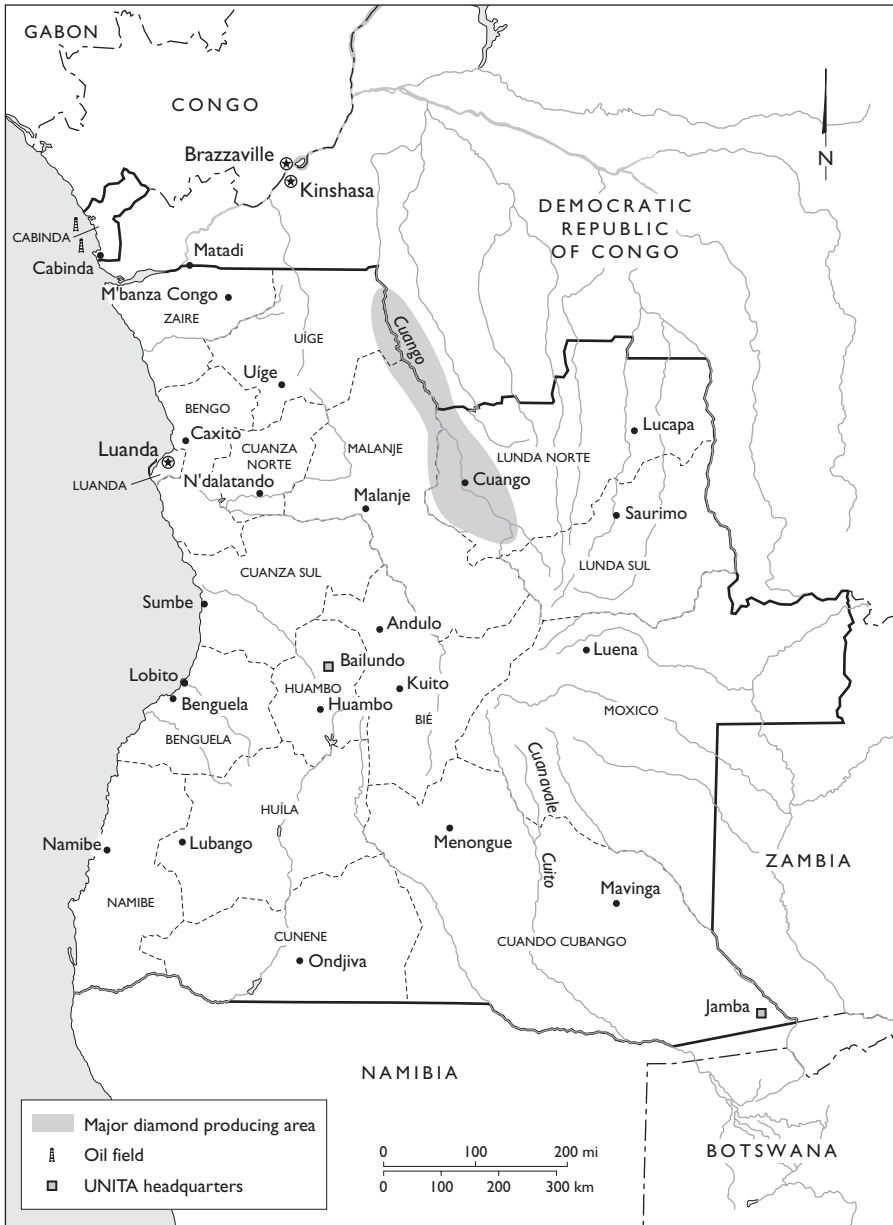 GABON
CONGO
Brazzaville
Kinshasa
N
DEMOCRATIC
REPUBLIC
OF CONGO
CABINDA
Cabinda
Matadi
M'banza Congo
ZAIRE
UÍGE
Cuango
Uíge
BENGO
Caxito
Luanda
LUANDA
CUANZA
NORTE
N'dalatando
MALANJE
Malanje
LUNDA NORTE
Lucapa
Cuango
Saurimo
LUNDA SUL
CUANZA SUL
Sumbe
Andulo
Bailundo
Luena
Lobito
HUAMBO
Kuito
Benguela
Huambo
BIÉ
MOXICO
BENGUELA
Cuanavale
HUÍLA
Namibe
Lubango
Menongue
Cuito
ZAMBIA
Mavinga
NAMIBE
CUNENE
CUANDO CUBANGO
Ondjiva
Jamba
NAMIBIA
BOTSWANA
Major diamond producing area
Oil field
UNITA headquarters
0 100 200 mi
0 100 200 300 km